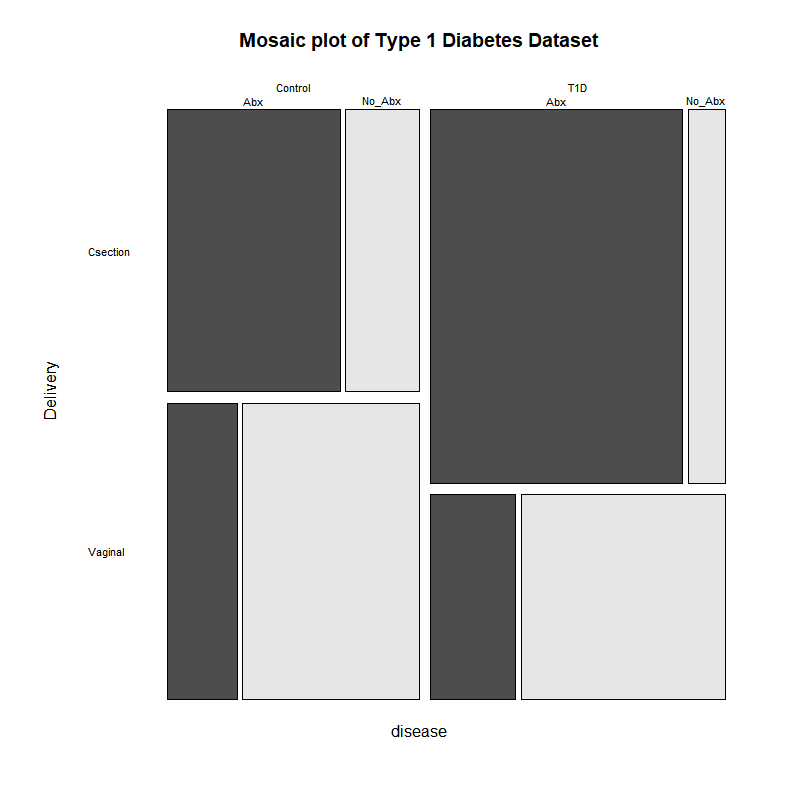 Mosaic plot of Type 1 Diabetes Dataset
Control
T1D
Abx
No_Abx
Abx
No_Abx
Csection
Delivery
Vaginal
disease